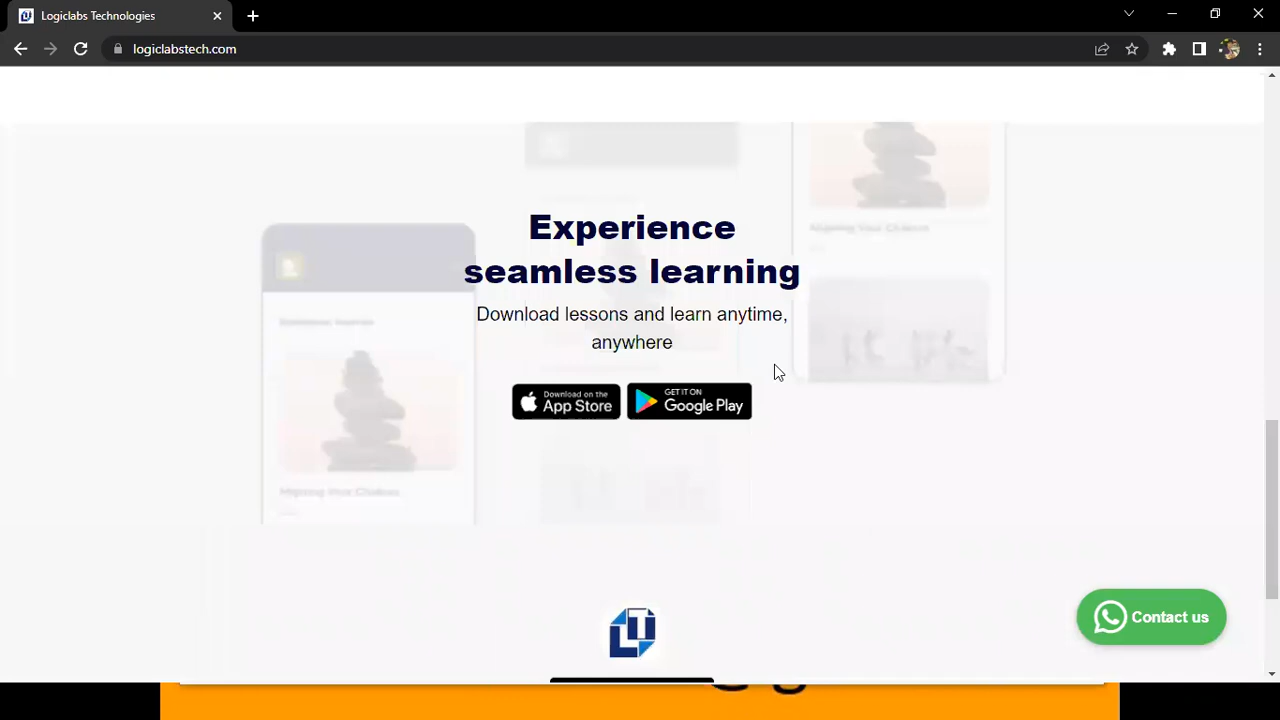 Logiclabs Technologies
logiclabstech.com
Experience
seamless learning
Download lessons and learn anytime,
anywhere
Download on the
App Store
GET IT ON
Google Play
Contact us